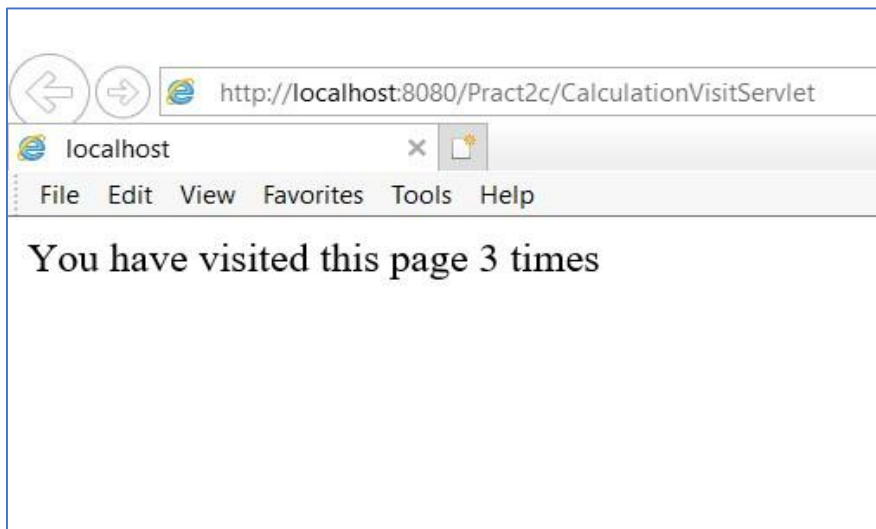 http://localhost:8080/Pract2c/CalculationVisitServlet
localhost
File Edit View Favorites Tools Help
You have visited this page 3 times